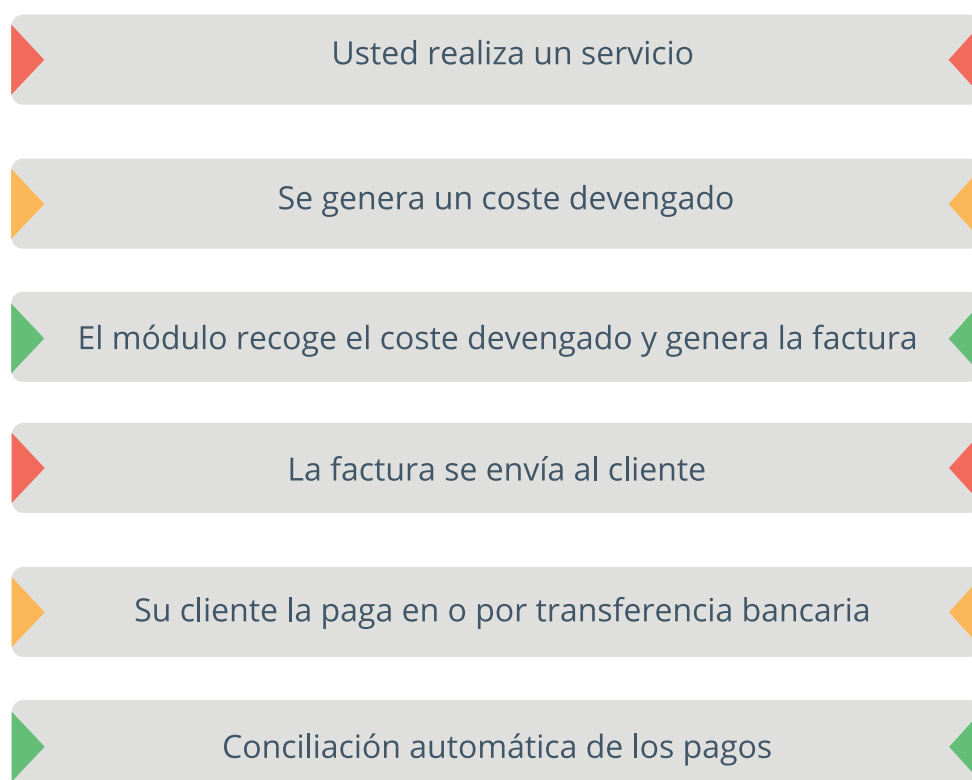 Usted realiza un servicio
Se genera un coste devengado
El módulo recoge el coste devengado y genera la factura
La factura se envía al cliente
Su cliente la paga en o por transferencia bancaria
Conciliación automática de los pagos